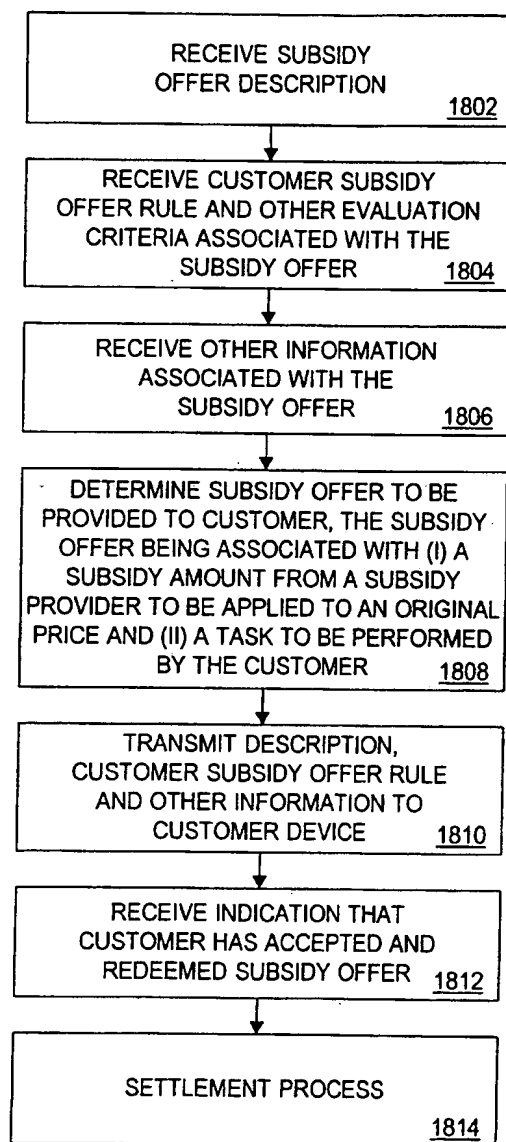 RECEIVE SUBSIDY
OFFER DESCRIPTION
1802
RECEIVE CUSTOMER SUBSIDY
OFFER RULE AND OTHER EVALUATION
CRITERIA ASSOCIATED WITH THE
SUBSIDY OFFER
1804
RECEIVE OTHER INFORMATION
ASSOCIATED WITH THE
SUBSIDY OFFER
1806
DETERMINE SUBSIDY OFFER TO BE
PROVIDED TO CUSTOMER, THE SUBSIDY
OFFER BEING ASSOCIATED WITH (I) A
SUBSIDY AMOUNT FROM A SUBSIDY
PROVIDER TO BE APPLIED TO AN ORIGINAL
PRICE AND (II) A TASK TO BE PERFORMED
BY THE CUSTOMER
1808
TRANSMIT DESCRIPTION,
CUSTOMER SUBSIDY OFFER RULE
AND OTHER INFORMATION TO
CUSTOMER DEVICE
1810
RECEIVE INDICATION THAT
CUSTOMER HAS ACCEPTED AND
REDEEMED SUBSIDY OFFER
1812
SETTLEMENT PROCESS
1814